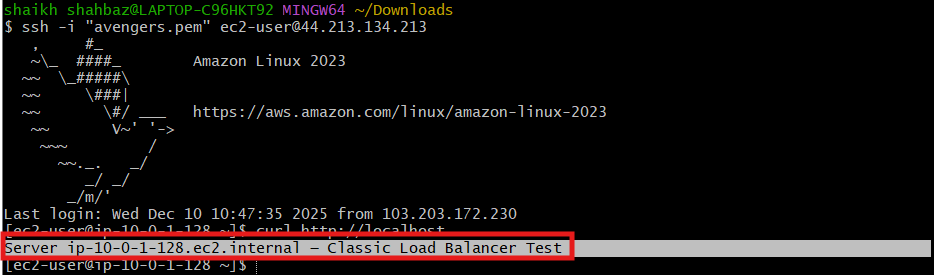 shaikh shahbaz@LAPTOP-C96HKT92 MINGW64 ~/Downloads
$ ssh -i "avengers.pem" ec2-user@44.213.134.213
   ,     #_
   ~\_  ####_        Amazon Linux 2023
  ~~  \_#####\
  ~~     \###|
  ~~       \#/ ___   https://aws.amazon.com/linux/amazon-linux-2023
   ~~       V~' '->
    ~~~         /
      ~~._.   _/
         _/ _/
       _/m/'
Last login: Wed Dec 10 10:47:35 2025 from 103.203.172.230
[ec2-user@ip-10-0-1-128 ~]$ curl http://localhost
Server ip-10-0-1-128.ec2.internal – Classic Load Balancer Test
[ec2-user@ip-10-0-1-128 ~]$